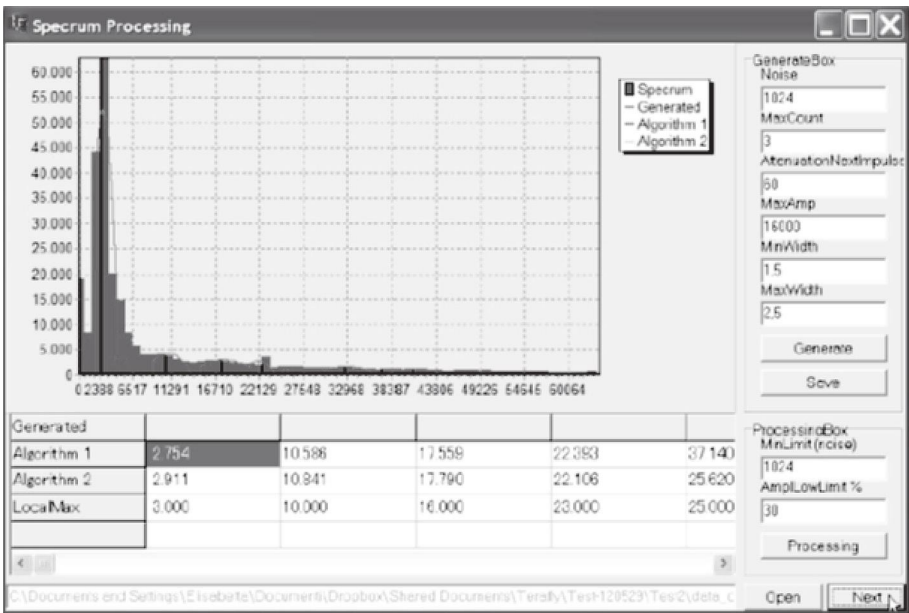 Specrum Processing
60.000
55.000
50.000
45.000
40.000
35.000
30.000
25.000
20.000
15.000
10.000
5.000
0
0 2388 5517 11291 16710 22129 27548 32968 38387 43806 49225 54645 60064
Specrum
Generated
Algorithm 1
Algorithm 2
GenerateBox
Noise
1024
MaxCount
3
AttenuationNextImpulse
60
MaxAmp
16000
MinWidth
1.5
MaxWidth
2.5
Generate
Save
Generated
Algorithm 1 2.754 10.586 17.559 22.393 37.140
Algorithm 2 2.911 10.841 17.790 22.106 25.620
LocalMax 3.000 10.000 16.000 23.000 25.000
ProcessingBox
MinLimit (noise)
1024
AmplLowLimit %
30
Processing
C:\Documents and Settings\Elisabetta\Documenti\Dropbox\Shared Documents\Terafly\Test-120529\Test2\data_c
Open Next